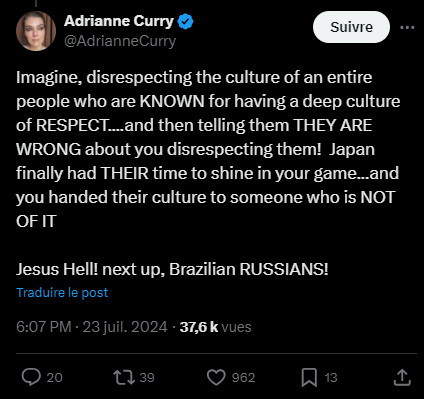 Adrianne Curry
@AdrianneCurry
Suivre
Imagine, disrespecting the culture of an entire
people who are KNOWN for having a deep culture
of RESPECT....and then telling them THEY ARE
WRONG about you disrespecting them!  Japan
finally had THEIR time to shine in your game...and
you handed their culture to someone who is NOT
OF IT
Jesus Hell! next up, Brazilian RUSSIANS!
Traduire le post
6:07 PM · 23 juil. 2024 · 37,6 k vues
20 39 962 13